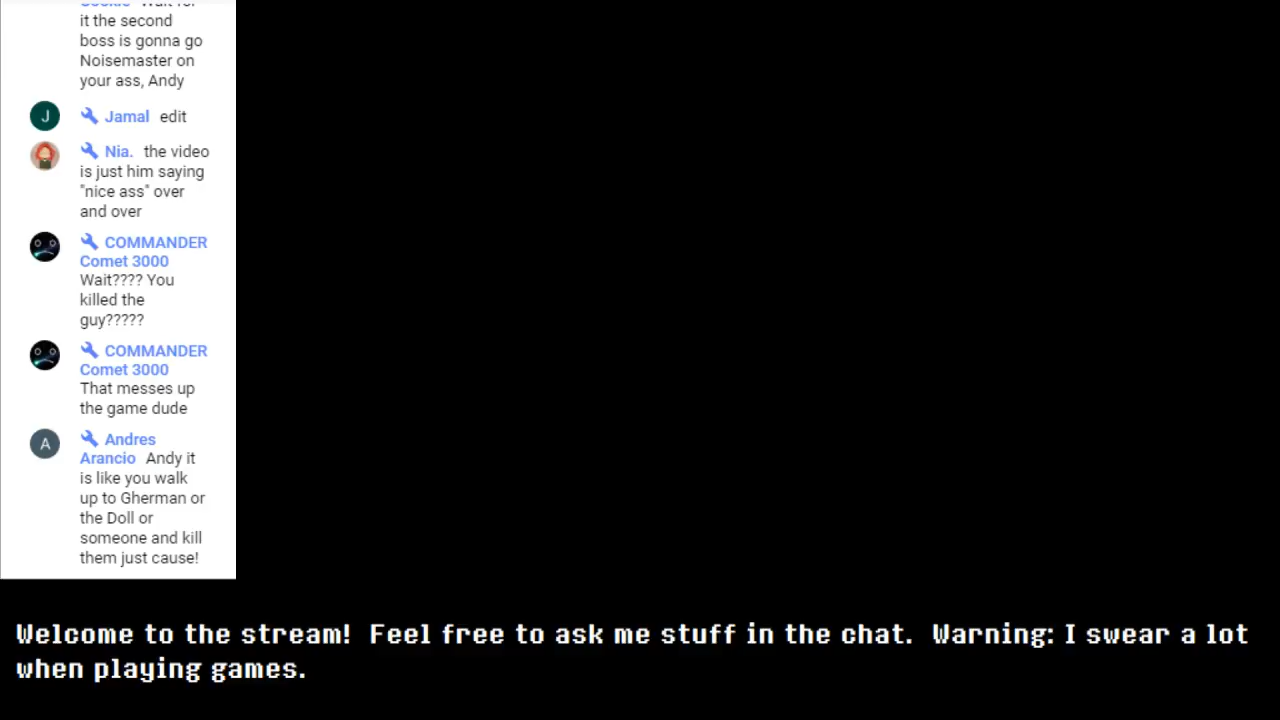 Cookie Wait for
it the second
boss is gonna go
Noisemaster on
your ass, Andy
J
Jamal edit
Nia. the video
is just him saying
"nice ass" over
and over
COMMANDER
Comet 3000
Wait???? You
killed the
guy?????
COMMANDER
Comet 3000
That messes up
the game dude
A
Andres
Arancio Andy it
is like you walk
up to Gherman or
the Doll or
someone and kill
them just cause!
Welcome to the stream! Feel free to ask me stuff in the chat. Warning: I swear a lot
when playing games.